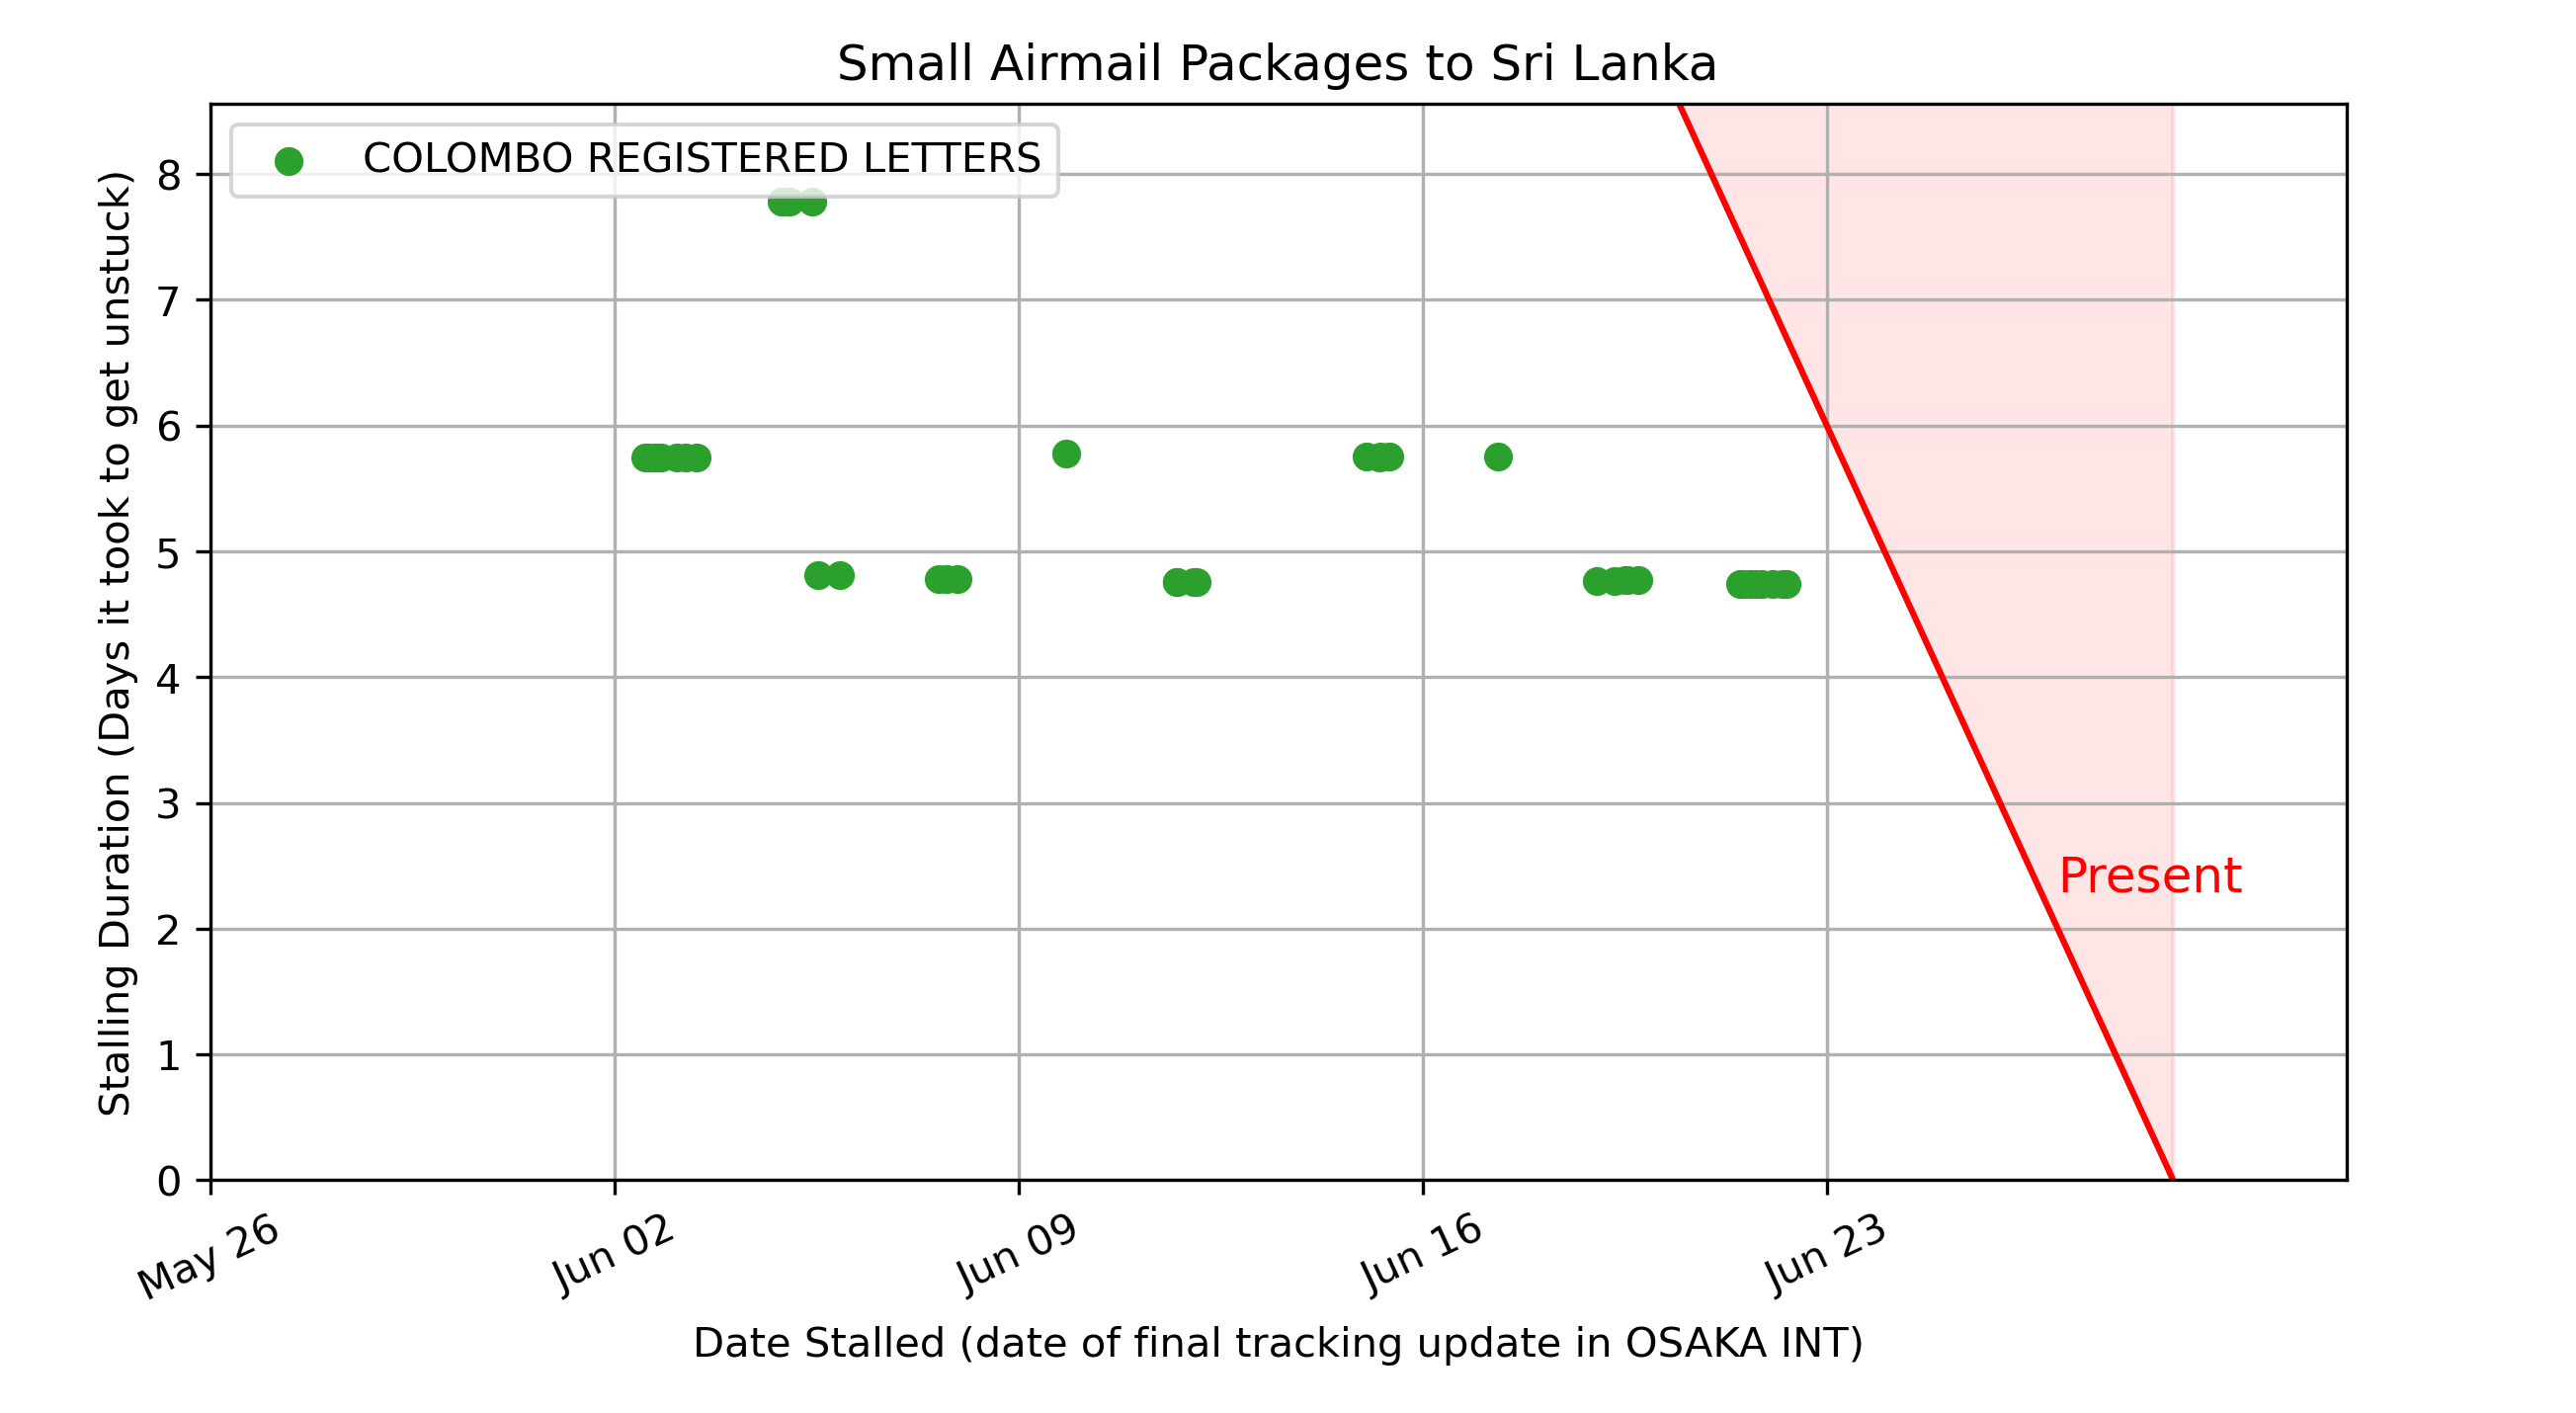 Small Airmail Packages to Sri Lanka
COLOMBO REGISTERED LETTERS
Stalling Duration (Days it took to get unstuck)
8
7
6
5
4
3
2
1
0
Present
May 26
Jun 02
Jun 09
Jun 16
Jun 23
Date Stalled (date of final tracking update in OSAKA INT)